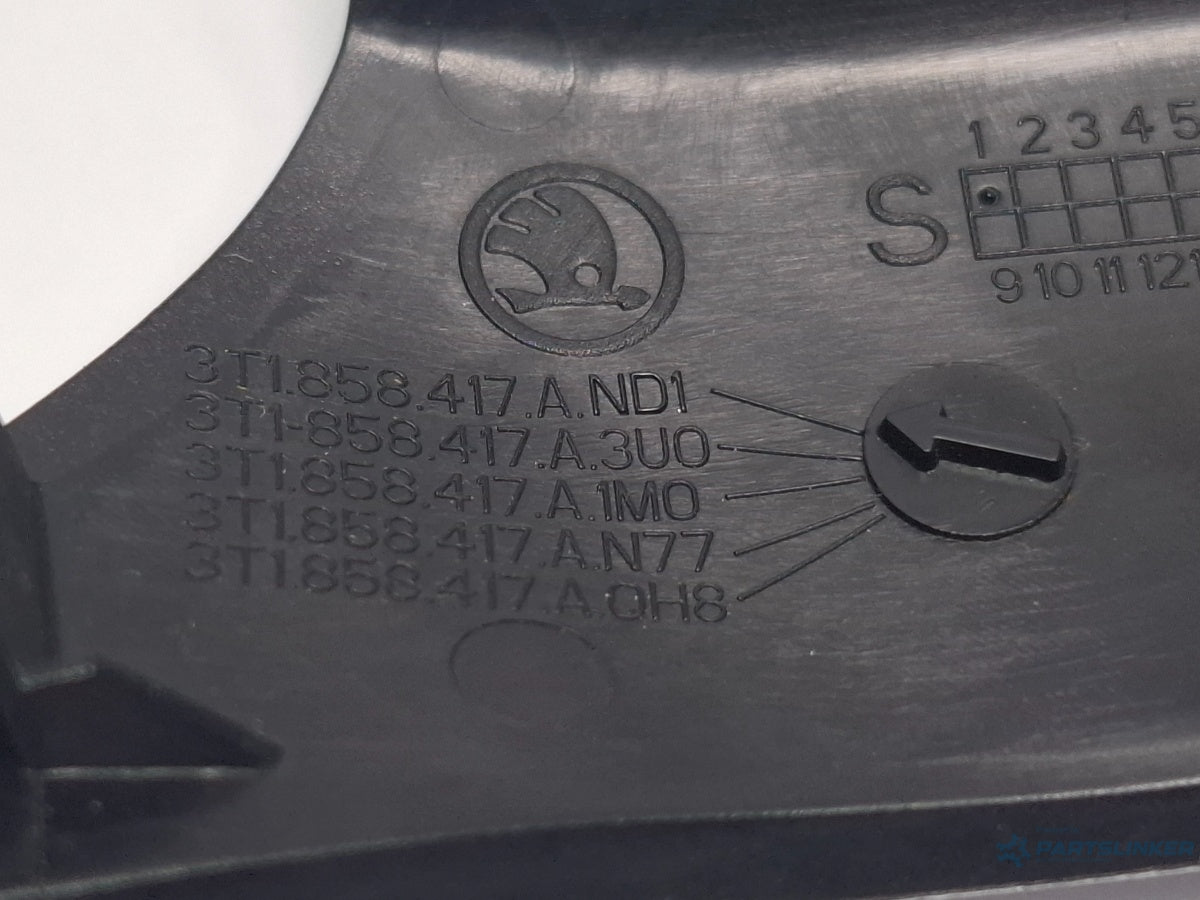 1 2 3 4 5
S
9 10 11 12 1
3T1.858.417.A.ND1
3T1-858.417.A.3U0
3T1.858.417.A.1M0
3T1.858.417.A.N77
3T1.858.417.A.0H8
PARTSLINKER